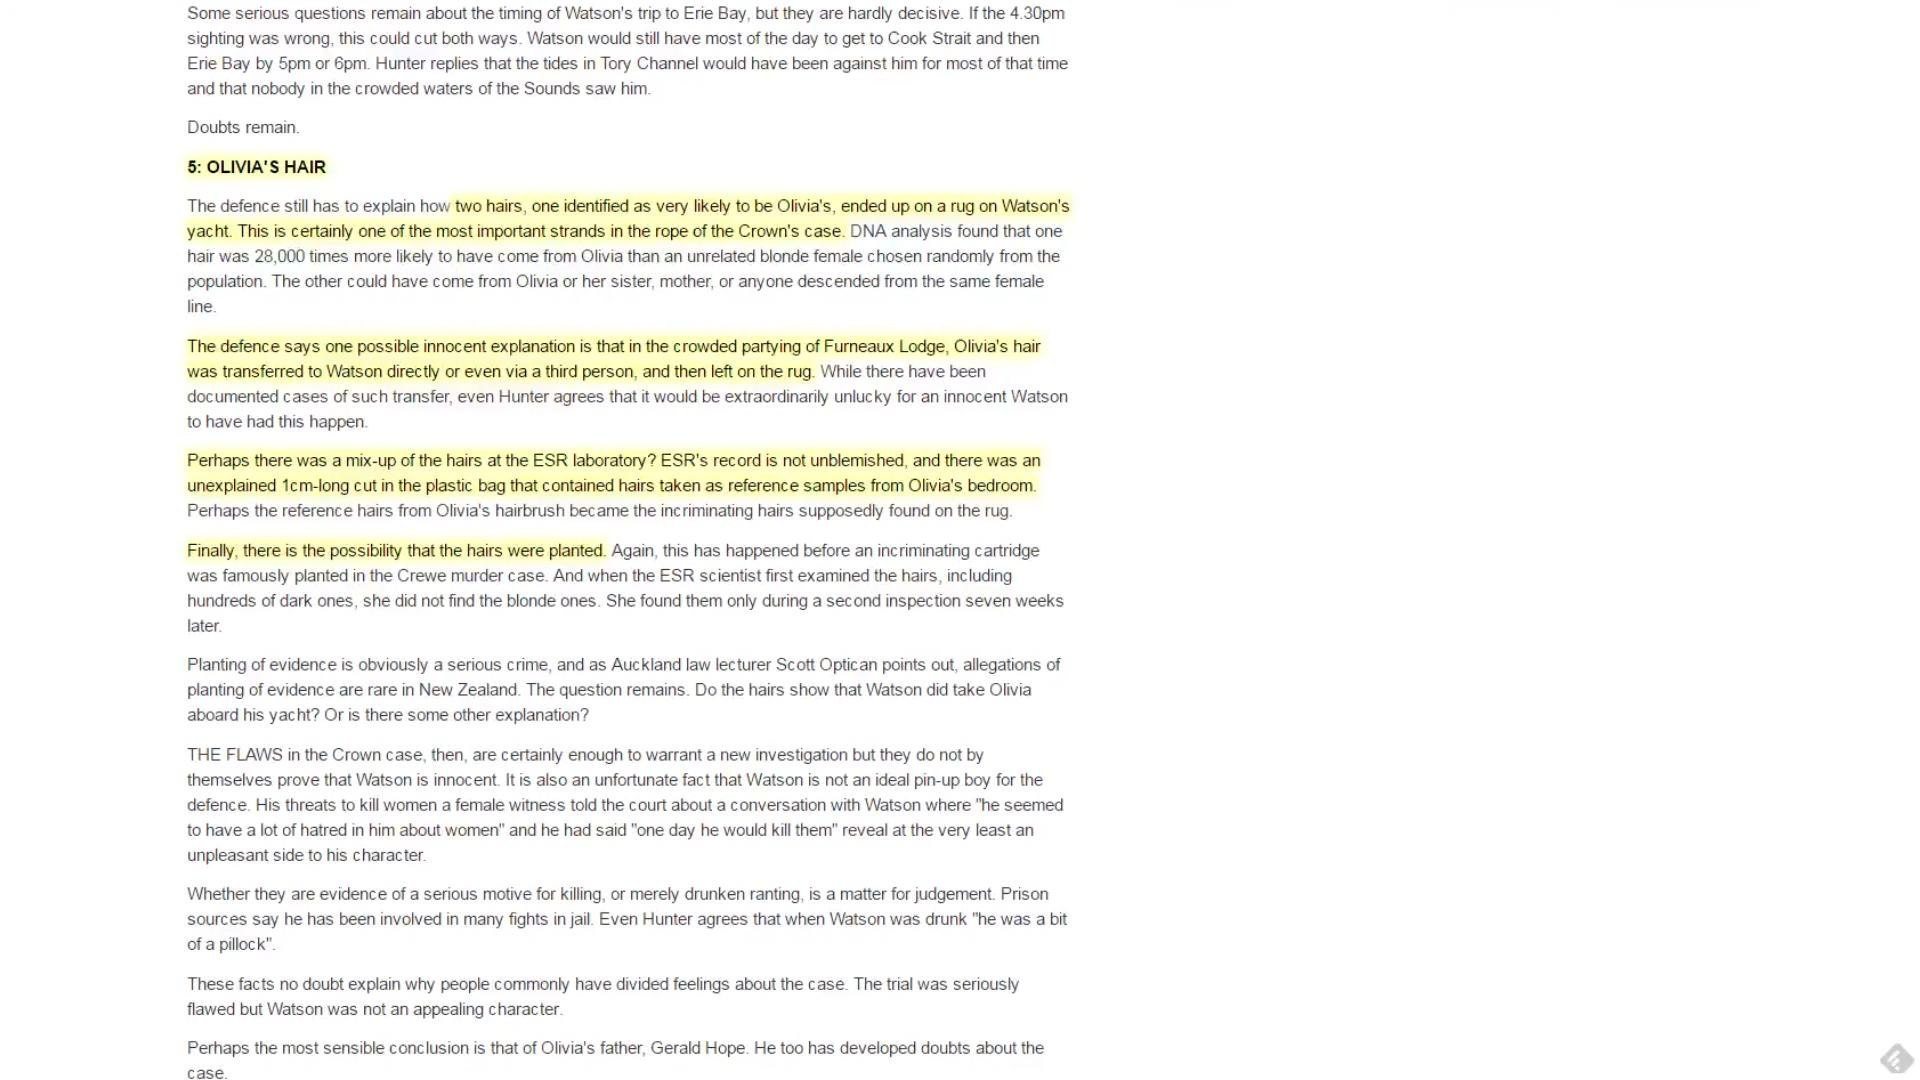 Some serious questions remain about the timing of Watson's trip to Erie Bay, but they are hardly decisive. If the 4.30pm
sighting was wrong, this could cut both ways. Watson would still have most of the day to get to Cook Strait and then
Erie Bay by 5pm or 6pm. Hunter replies that the tides in Tory Channel would have been against him for most of that time
and that nobody in the crowded waters of the Sounds saw him.
Doubts remain.
5: OLIVIA'S HAIR
The defence still has to explain how two hairs, one identified as very likely to be Olivia's, ended up on a rug on Watson's
yacht. This is certainly one of the most important strands in the rope of the Crown's case. DNA analysis found that one
hair was 28,000 times more likely to have come from Olivia than an unrelated blonde female chosen randomly from the
population. The other could have come from Olivia or her sister, mother, or anyone descended from the same female
line.
The defence says one possible innocent explanation is that in the crowded partying of Furneaux Lodge, Olivia's hair
was transferred to Watson directly or even via a third person, and then left on the rug. While there have been
documented cases of such transfer, even Hunter agrees that it would be extraordinarily unlucky for an innocent Watson
to have had this happen.
Perhaps there was a mix-up of the hairs at the ESR laboratory? ESR's record is not unblemished, and there was an
unexplained 1cm-long cut in the plastic bag that contained hairs taken as reference samples from Olivia's bedroom.
Perhaps the reference hairs from Olivia's hairbrush became the incriminating hairs supposedly found on the rug.
Finally, there is the possibility that the hairs were planted. Again, this has happened before an incriminating cartridge
was famously planted in the Crewe murder case. And when the ESR scientist first examined the hairs, including
hundreds of dark ones, she did not find the blonde ones. She found them only during a second inspection seven weeks
later.
Planting of evidence is obviously a serious crime, and as Auckland law lecturer Scott Optican points out, allegations of
planting of evidence are rare in New Zealand. The question remains. Do the hairs show that Watson did take Olivia
aboard his yacht? Or is there some other explanation?
THE FLAWS in the Crown case, then, are certainly enough to warrant a new investigation but they do not by
themselves prove that Watson is innocent. It is also an unfortunate fact that Watson is not an ideal pin-up boy for the
defence. His threats to kill women a female witness told the court about a conversation with Watson where "he seemed
to have a lot of hatred in him about women" and he had said "one day he would kill them" reveal at the very least an
unpleasant side to his character.
Whether they are evidence of a serious motive for killing, or merely drunken ranting, is a matter for judgement. Prison
sources say he has been involved in many fights in jail. Even Hunter agrees that when Watson was drunk "he was a bit
of a pillock".
These facts no doubt explain why people commonly have divided feelings about the case. The trial was seriously
flawed but Watson was not an appealing character.
Perhaps the most sensible conclusion is that of Olivia's father, Gerald Hope. He too has developed doubts about the
case.